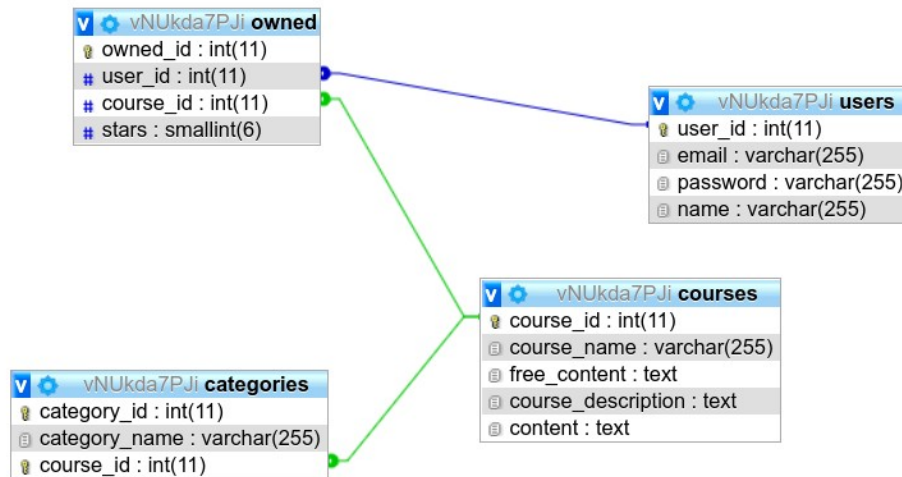 vNUkda7PJi owned
owned_id : int(11)
# user_id : int(11)
# course_id : int(11)
# stars : smallint(6)
vNUkda7PJi users
user_id : int(11)
email : varchar(255)
password : varchar(255)
name : varchar(255)
vNUkda7PJi courses
course_id : int(11)
course_name : varchar(255)
free_content : text
course_description : text
content : text
vNUkda7PJi categories
category_id : int(11)
category_name : varchar(255)
course_id : int(11)